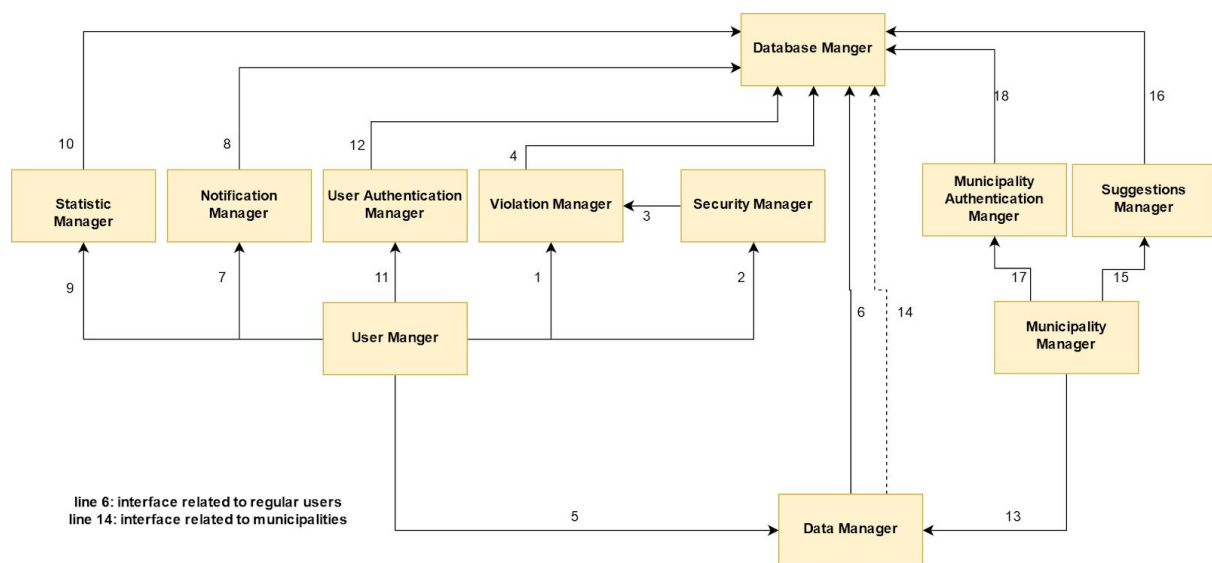 Database Manger
10
8
12
4
18
16
Statistic
Manager
Notification
Manager
User Authentication
Manager
Violation Manager
3
Security Manager
Municipality
Authentication
Manger
Suggestions
Manager
9
7
11
1
2
17
15
User Manger
6
14
Municipality
Manager
line 6: interface related to regular users
line 14: interface related to municipalities
5
Data Manager
13